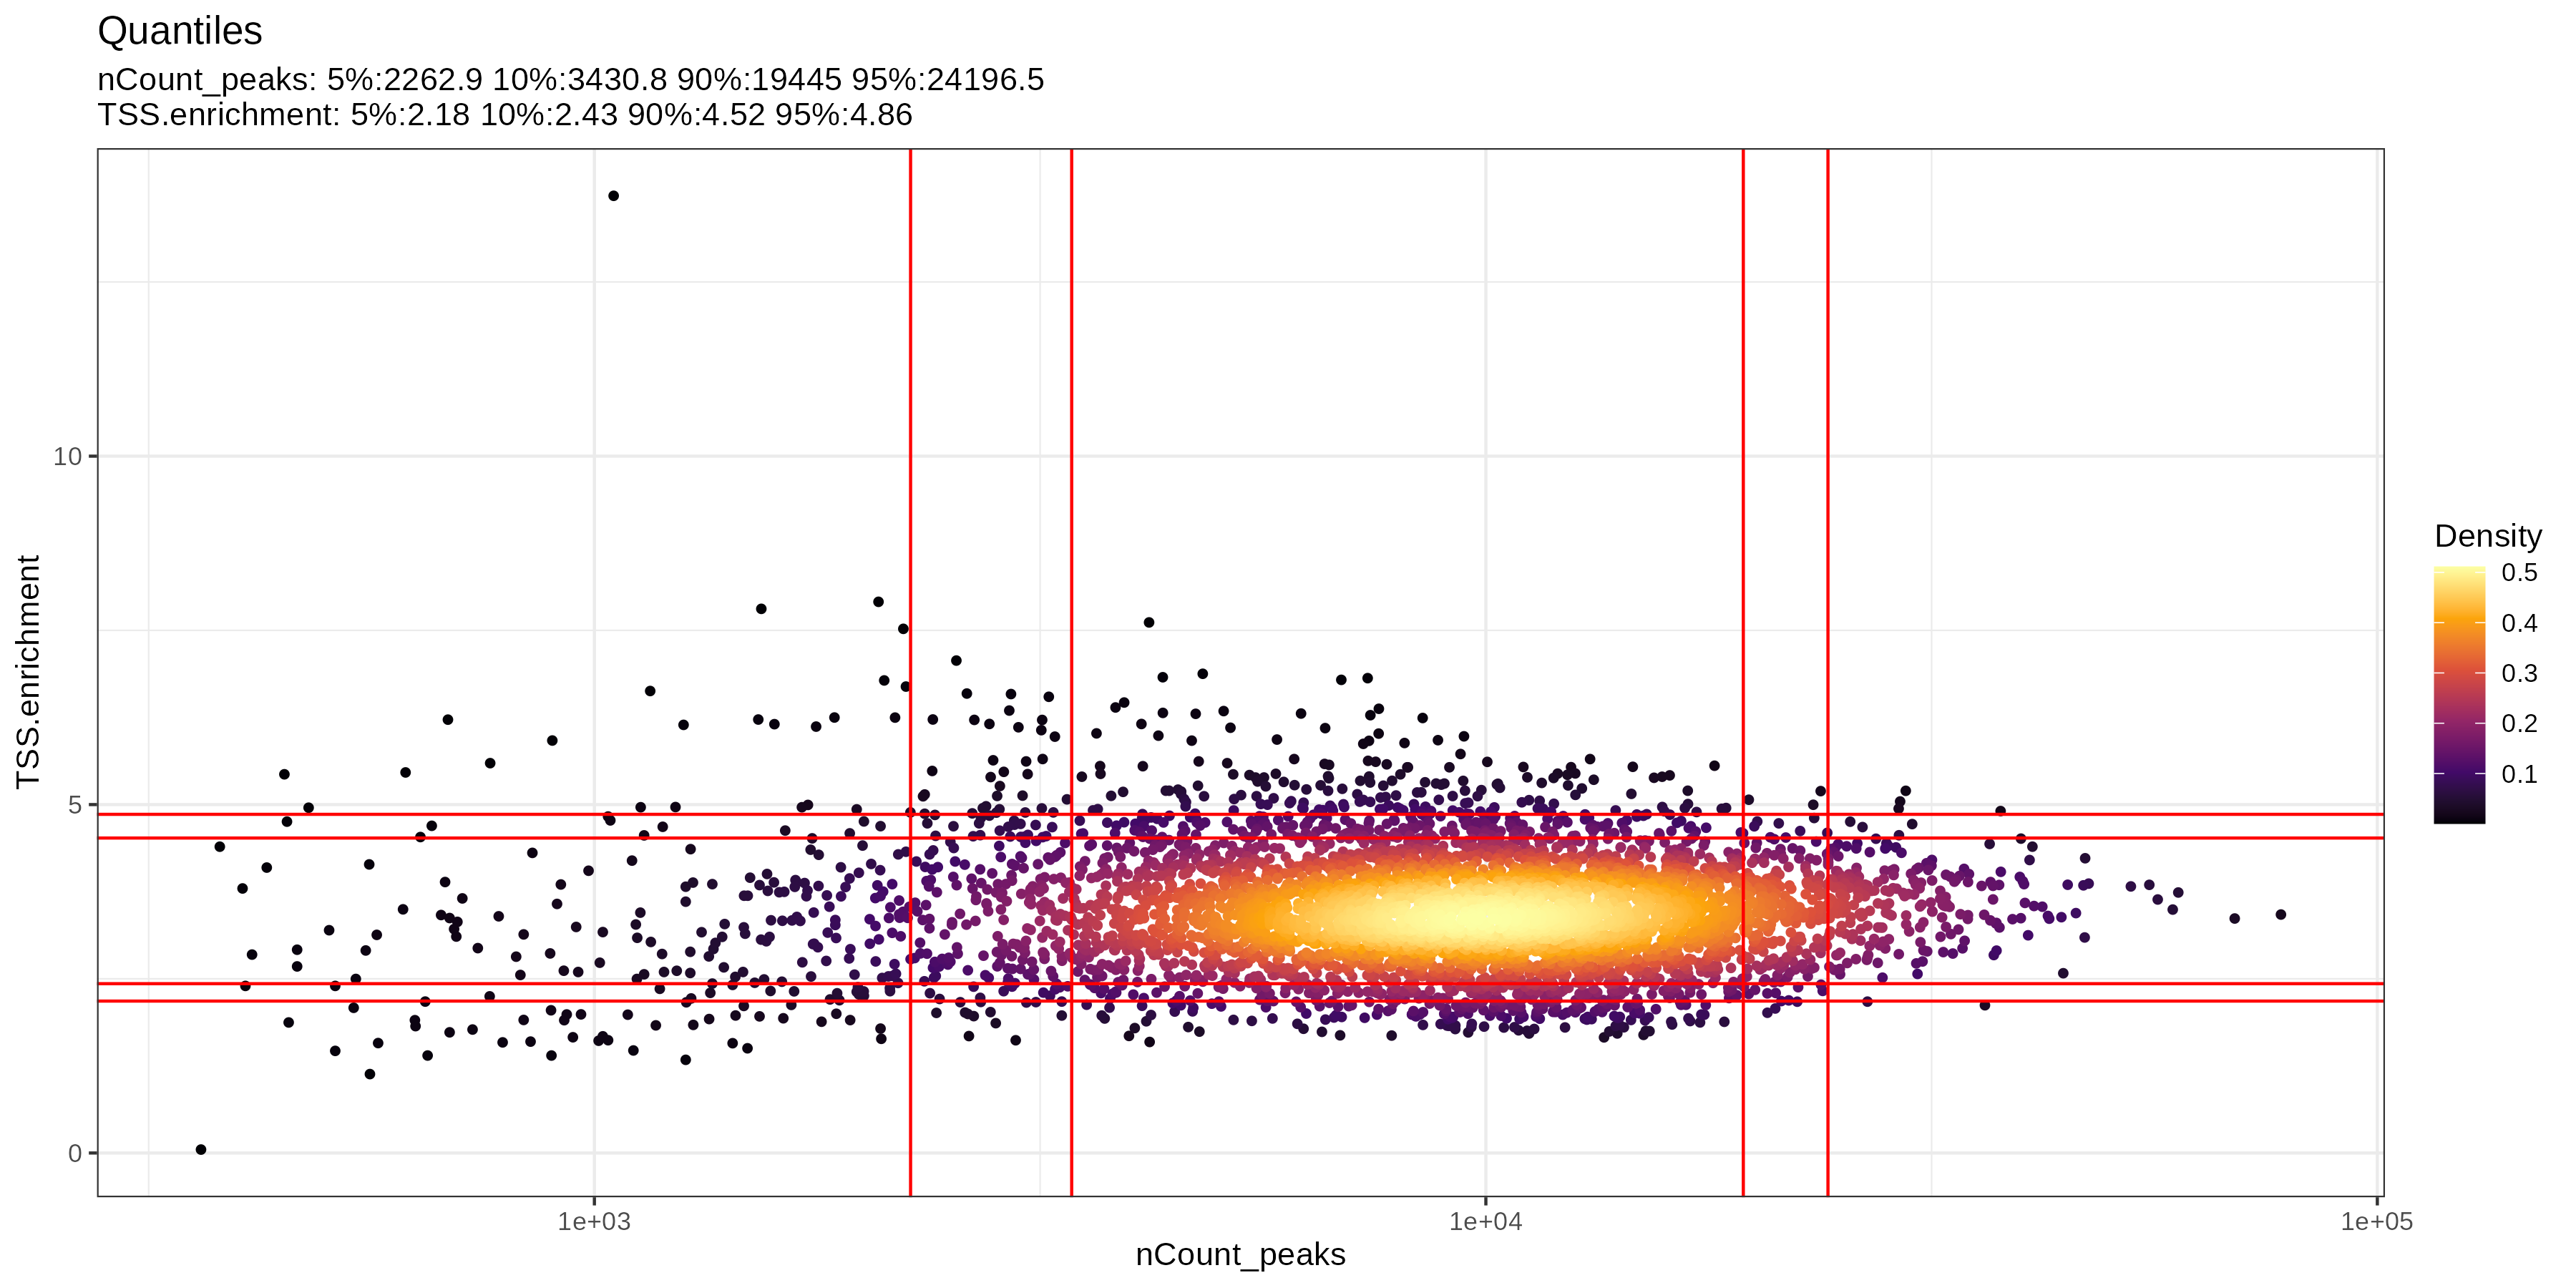 Quantiles
nCount_peaks: 5%:2262.9 10%:3430.8 90%:19445 95%:24196.5
TSS.enrichment: 5%:2.18 10%:2.43 90%:4.52 95%:4.86
10
5
0
TSS.enrichment
1e+03
1e+04
1e+05
nCount_peaks
Density
0.5
0.4
0.3
0.2
0.1